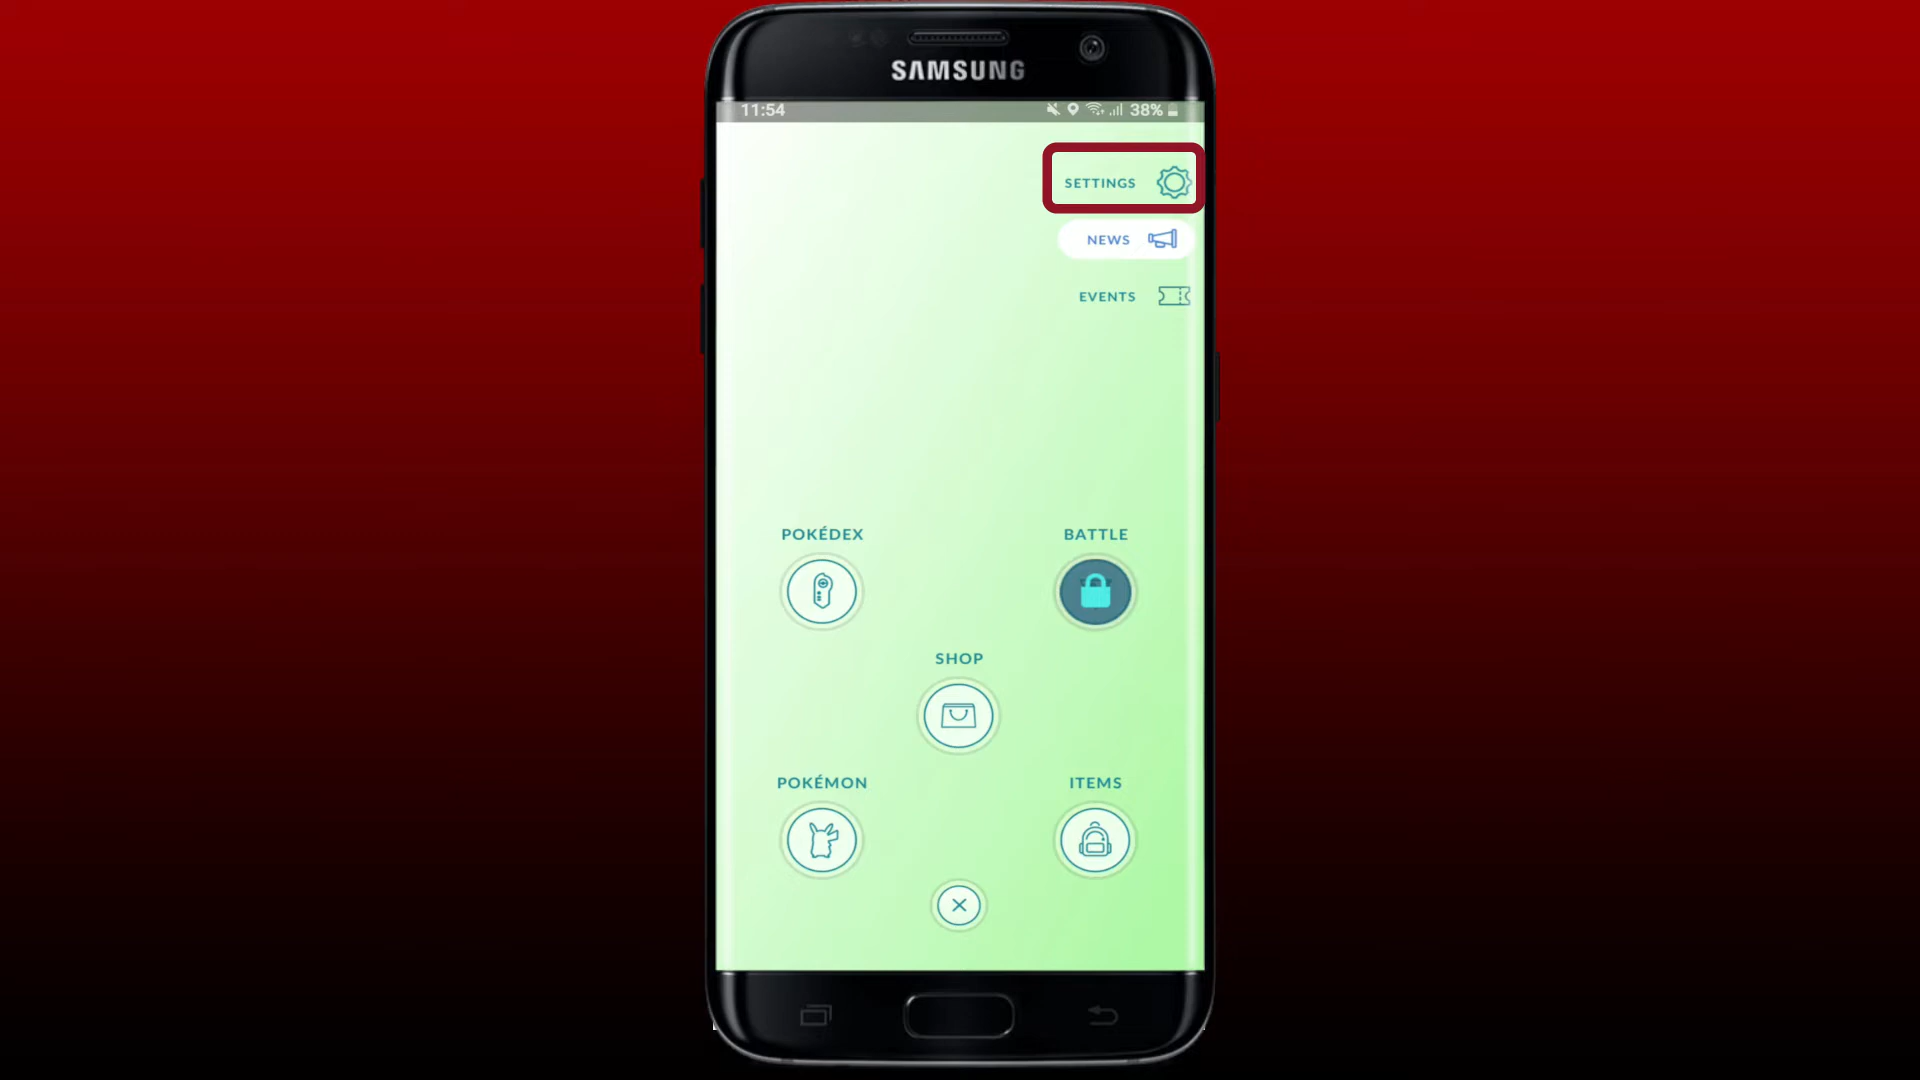 SAMSUNG
11:54
38%
SETTINGS
NEWS
EVENTS
POKÉDEX
BATTLE
SHOP
POKÉMON
ITEMS